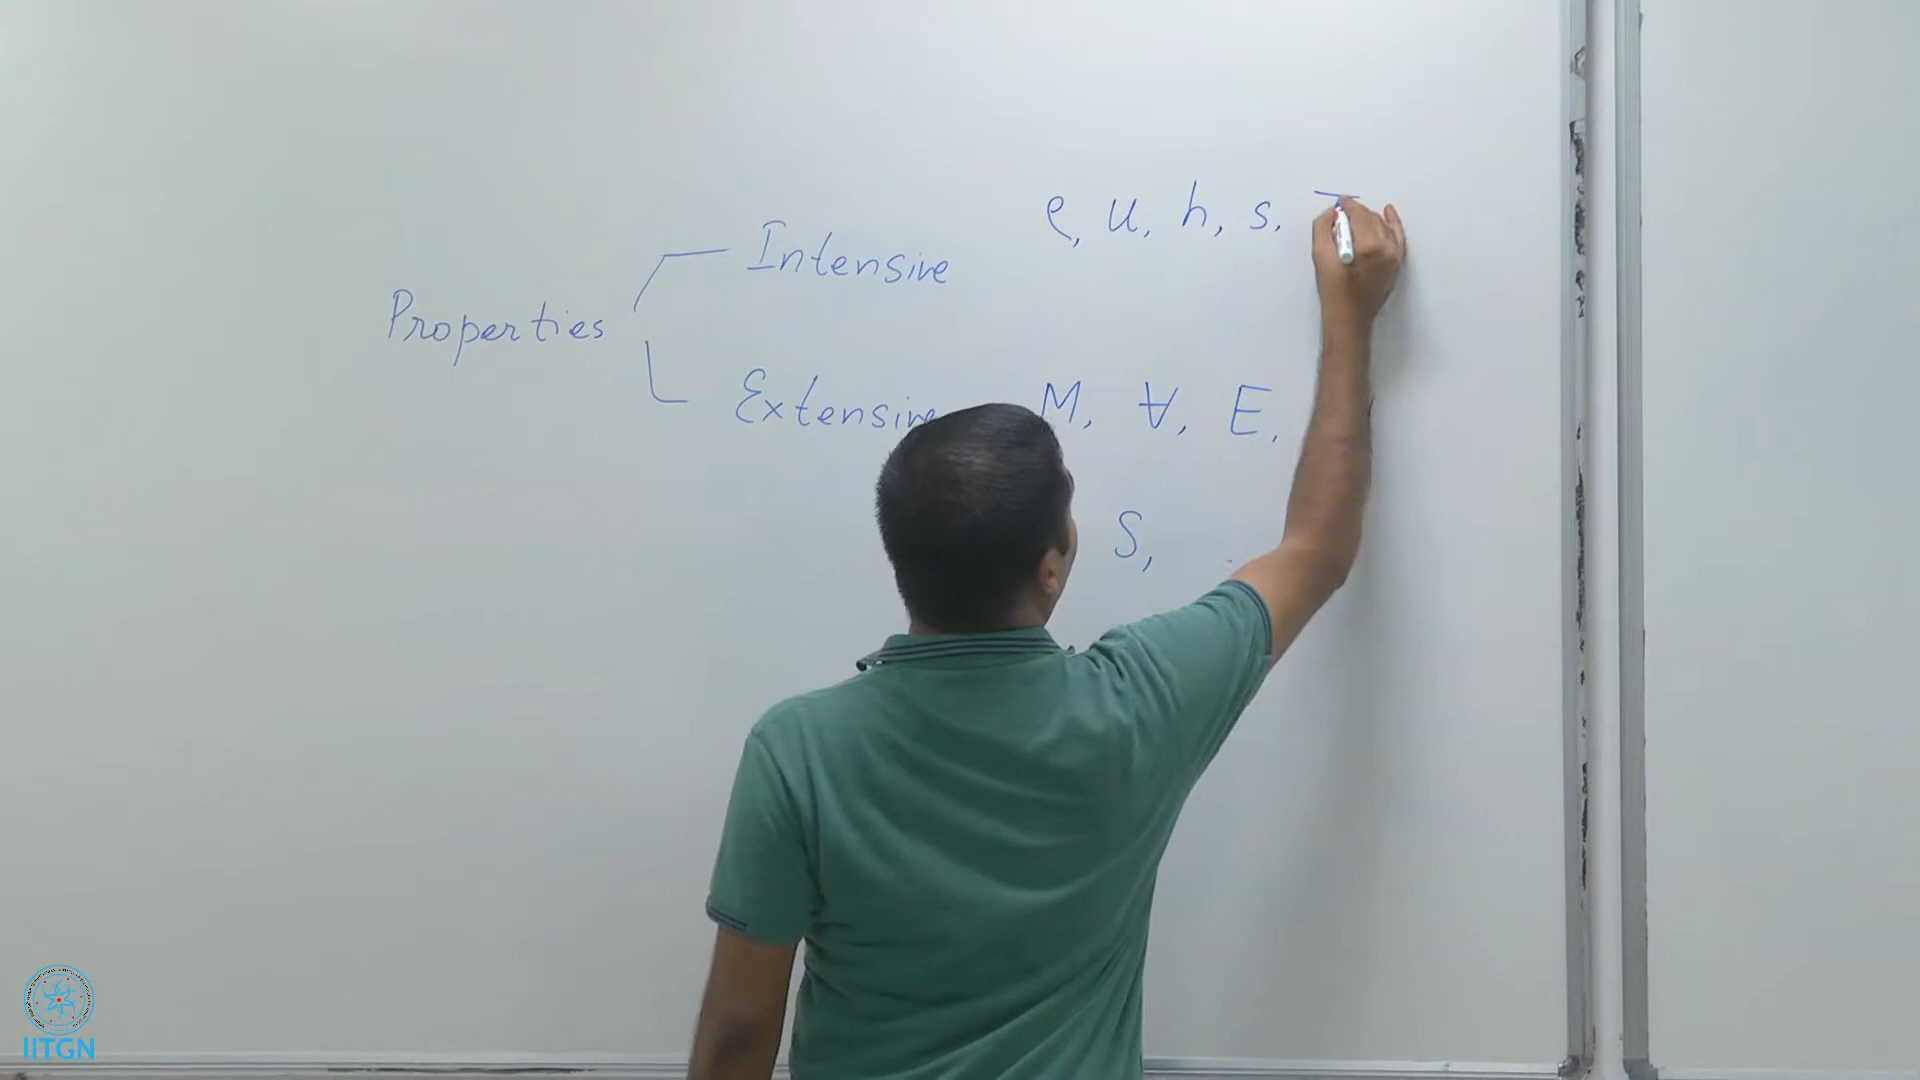 Properties
Intensive ρ, u, h, s,
Extensive M, V, E,
S,
IITGN